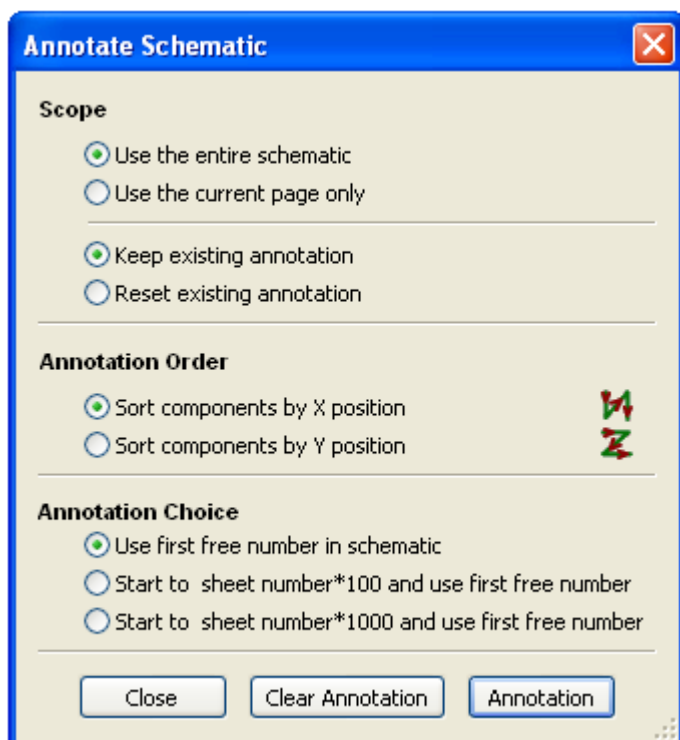 Annotate Schematic
Scope
Use the entire schematic
Use the current page only
Keep existing annotation
Reset existing annotation
Annotation Order
Sort components by X position
Sort components by Y position
Annotation Choice
Use first free number in schematic
Start to  sheet number*100 and use first free number
Start to  sheet number*1000 and use first free number
Close Clear Annotation Annotation